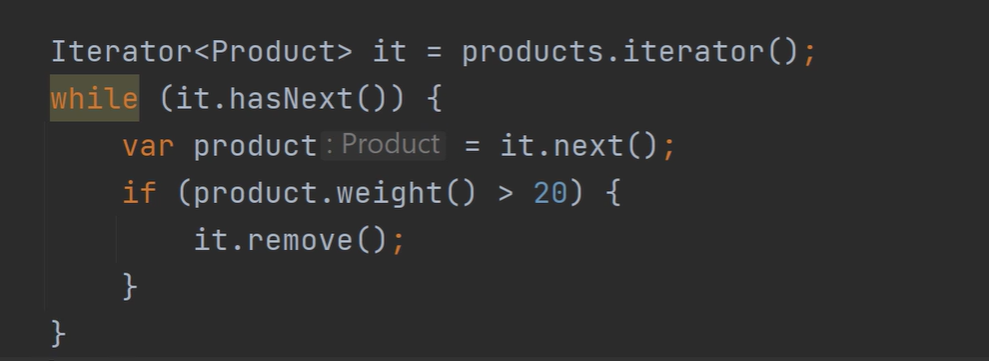 Iterator<Product> it = products.iterator();
while (it.hasNext()) {
var product : Product = it.next();
if (product.weight() > 20) {
it.remove();
}
}